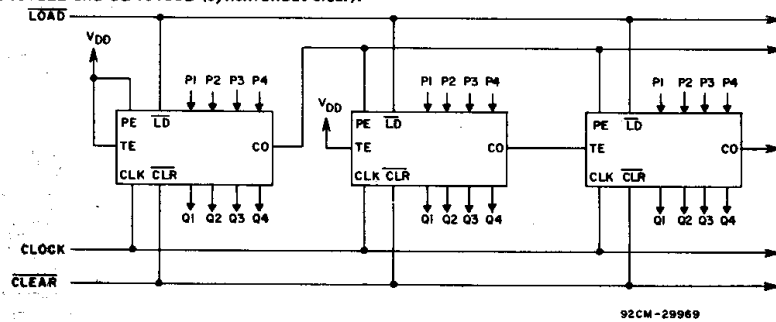 LOAD
VDD
P1 P2 P3 P4
P1 P2 P3 P4
P1 P2 P3 P4
VDD
PE LD
PE LD
PE LD
TE CO
TE CO
TE CO
CLK CLR
CLK CLR
CLK CLR
Q1 Q2 Q3 Q4
Q1 Q2 Q3 Q4
Q1 Q2 Q3 Q4
CLOCK
CLEAR
92CM-29969